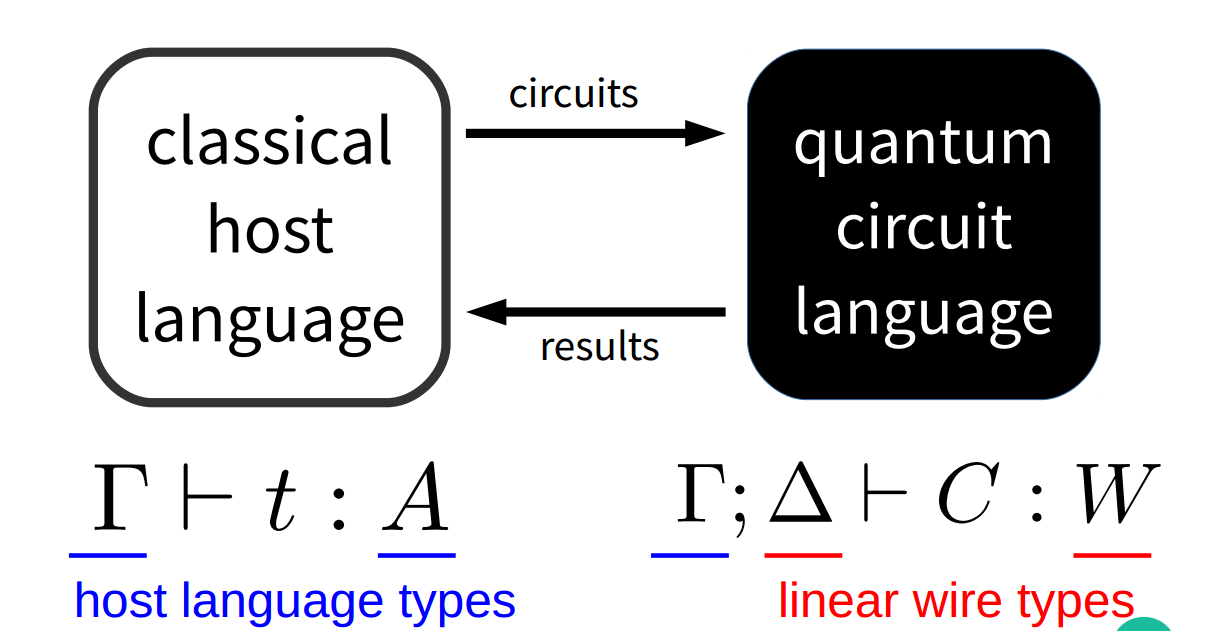 classical
host
language
circuits
results
quantum
circuit
language
Γ ⊢ t : A
Γ; Δ ⊢ C : W
host language types
linear wire types